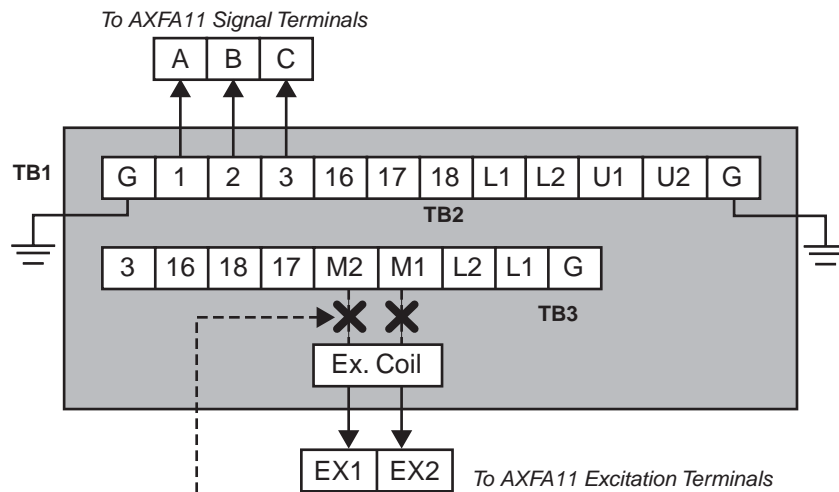 To AXFA11 Signal Terminals
A B C
TB1
G 1 2 3 16 17 18 L1 L2 U1 U2 G
TB2
3 16 18 17 M2 M1 L2 L1 G
TB3
Ex. Coil
EX1 EX2
To AXFA11 Excitation Terminals